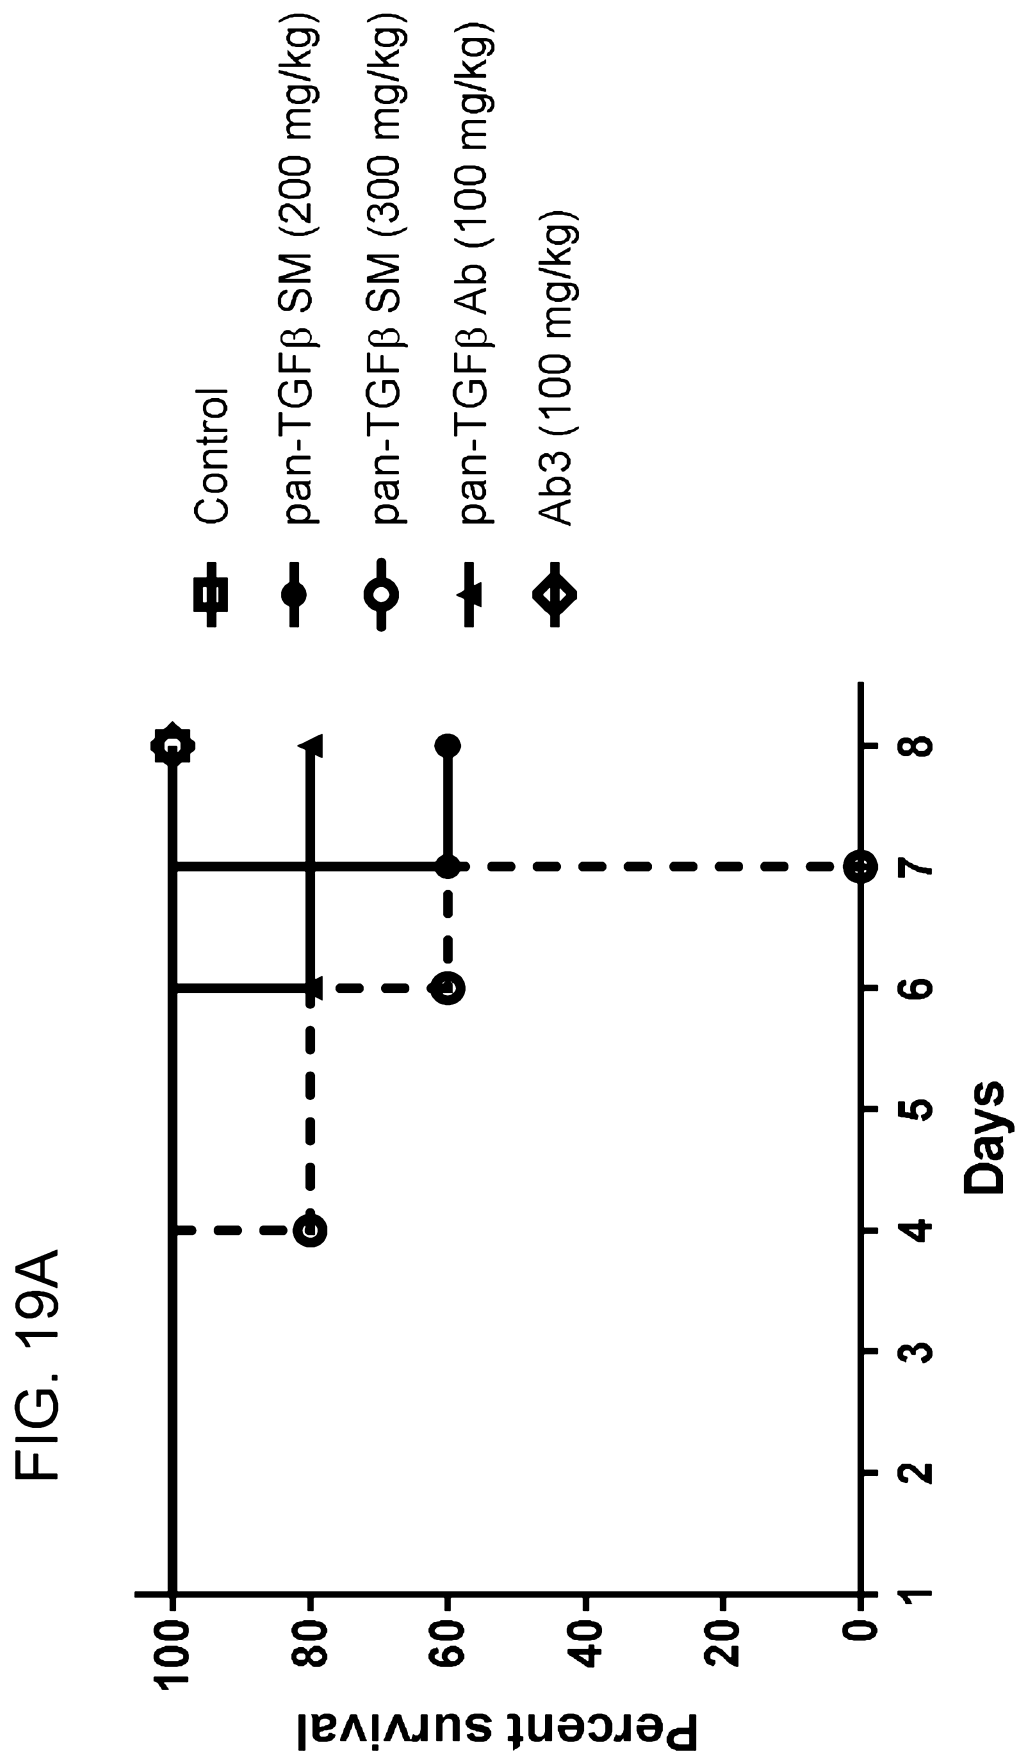 FIG. 19A
Percent survival
100
80
60
40
20
0
1
2
3
4
5
6
7
8
Days
Control
pan-TGFβ SM (200 mg/kg)
pan-TGFβ SM (300 mg/kg)
pan-TGFβ Ab (100 mg/kg)
Ab3 (100 mg/kg)